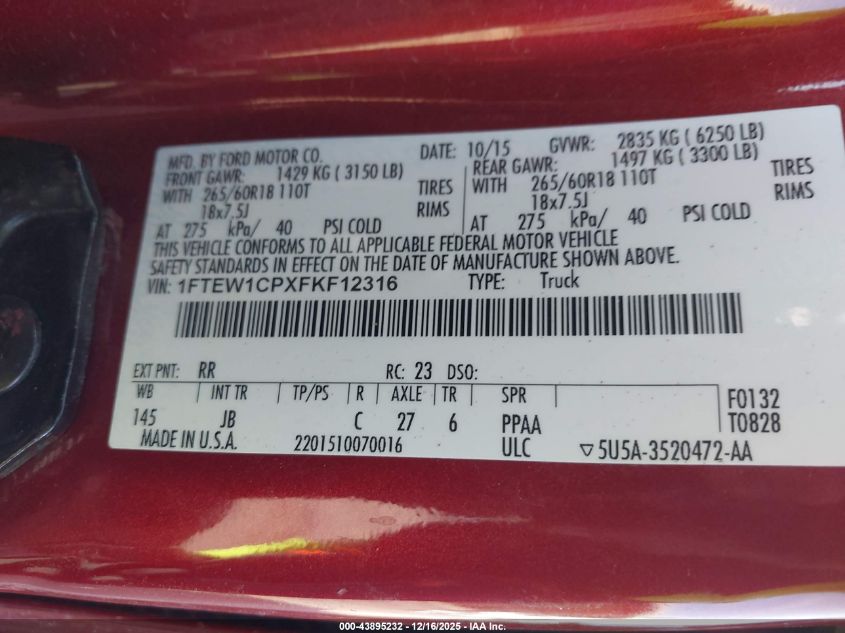 MFD. BY FORD MOTOR CO. DATE: 10/15 GVWR: 2835 KG ( 6250 LB)
FRONT GAWR: 1429 KG ( 3150 LB) REAR GAWR: 1497 KG ( 3300 LB)
WITH 265/60R18 110T TIRES WITH 265/60R18 110T TIRES
18x7.5J RIMS 18x7.5J RIMS
AT 275 kPa/ 40 PSI COLD AT 275 kPa/ 40 PSI COLD
THIS VEHICLE CONFORMS TO ALL APPLICABLE FEDERAL MOTOR VEHICLE
SAFETY STANDARDS IN EFFECT ON THE DATE OF MANUFACTURE SHOWN ABOVE.
VIN: 1FTEW1CPXFKF12316 TYPE: Truck
EXT PNT: RR RC: 23 DSO:
WB INT TR TP/PS R AXLE TR SPR F0132
145 JB C 27 6 PPAA T0828
MADE IN U.S.A. 2201510070016 ULC ▽5U5A-3520472-AA
000-43895232 - 12/16/2025 - IAA Inc.